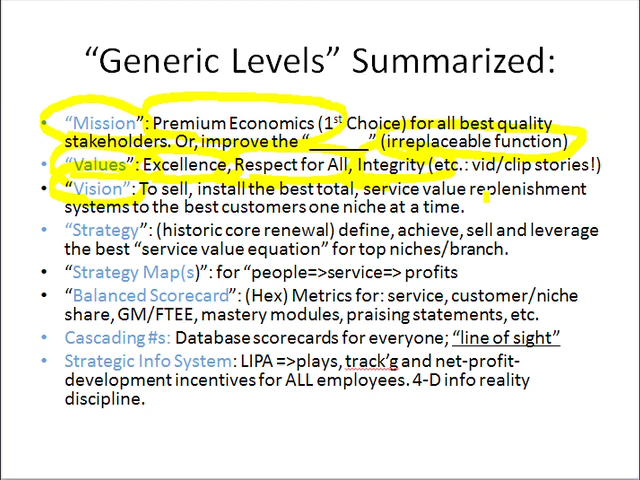 “Generic Levels” Summarized:
• “Mission”: Premium Economics (1st Choice) for all best quality
stakeholders. Or, improve the “______” (irreplaceable function)
• “Values”: Excellence, Respect for All, Integrity (etc.: vid/clip stories!)
• “Vision”: To sell, install the best total, service value replenishment
systems to the best customers one niche at a time.
• “Strategy”: (historic core renewal) define, achieve, sell and leverage
the best “service value equation” for top niches/branch.
• “Strategy Map(s)”: for “people=>service=> profits
• “Balanced Scorecard”: (Hex) Metrics for: service, customer/niche
share, GM/FTEE, mastery modules, praising statements, etc.
• Cascading #s: Database scorecards for everyone; “line of sight”
• Strategic Info System: LIPA =>plays, track’g and net-profit-
development incentives for ALL employees. 4-D info reality
discipline.